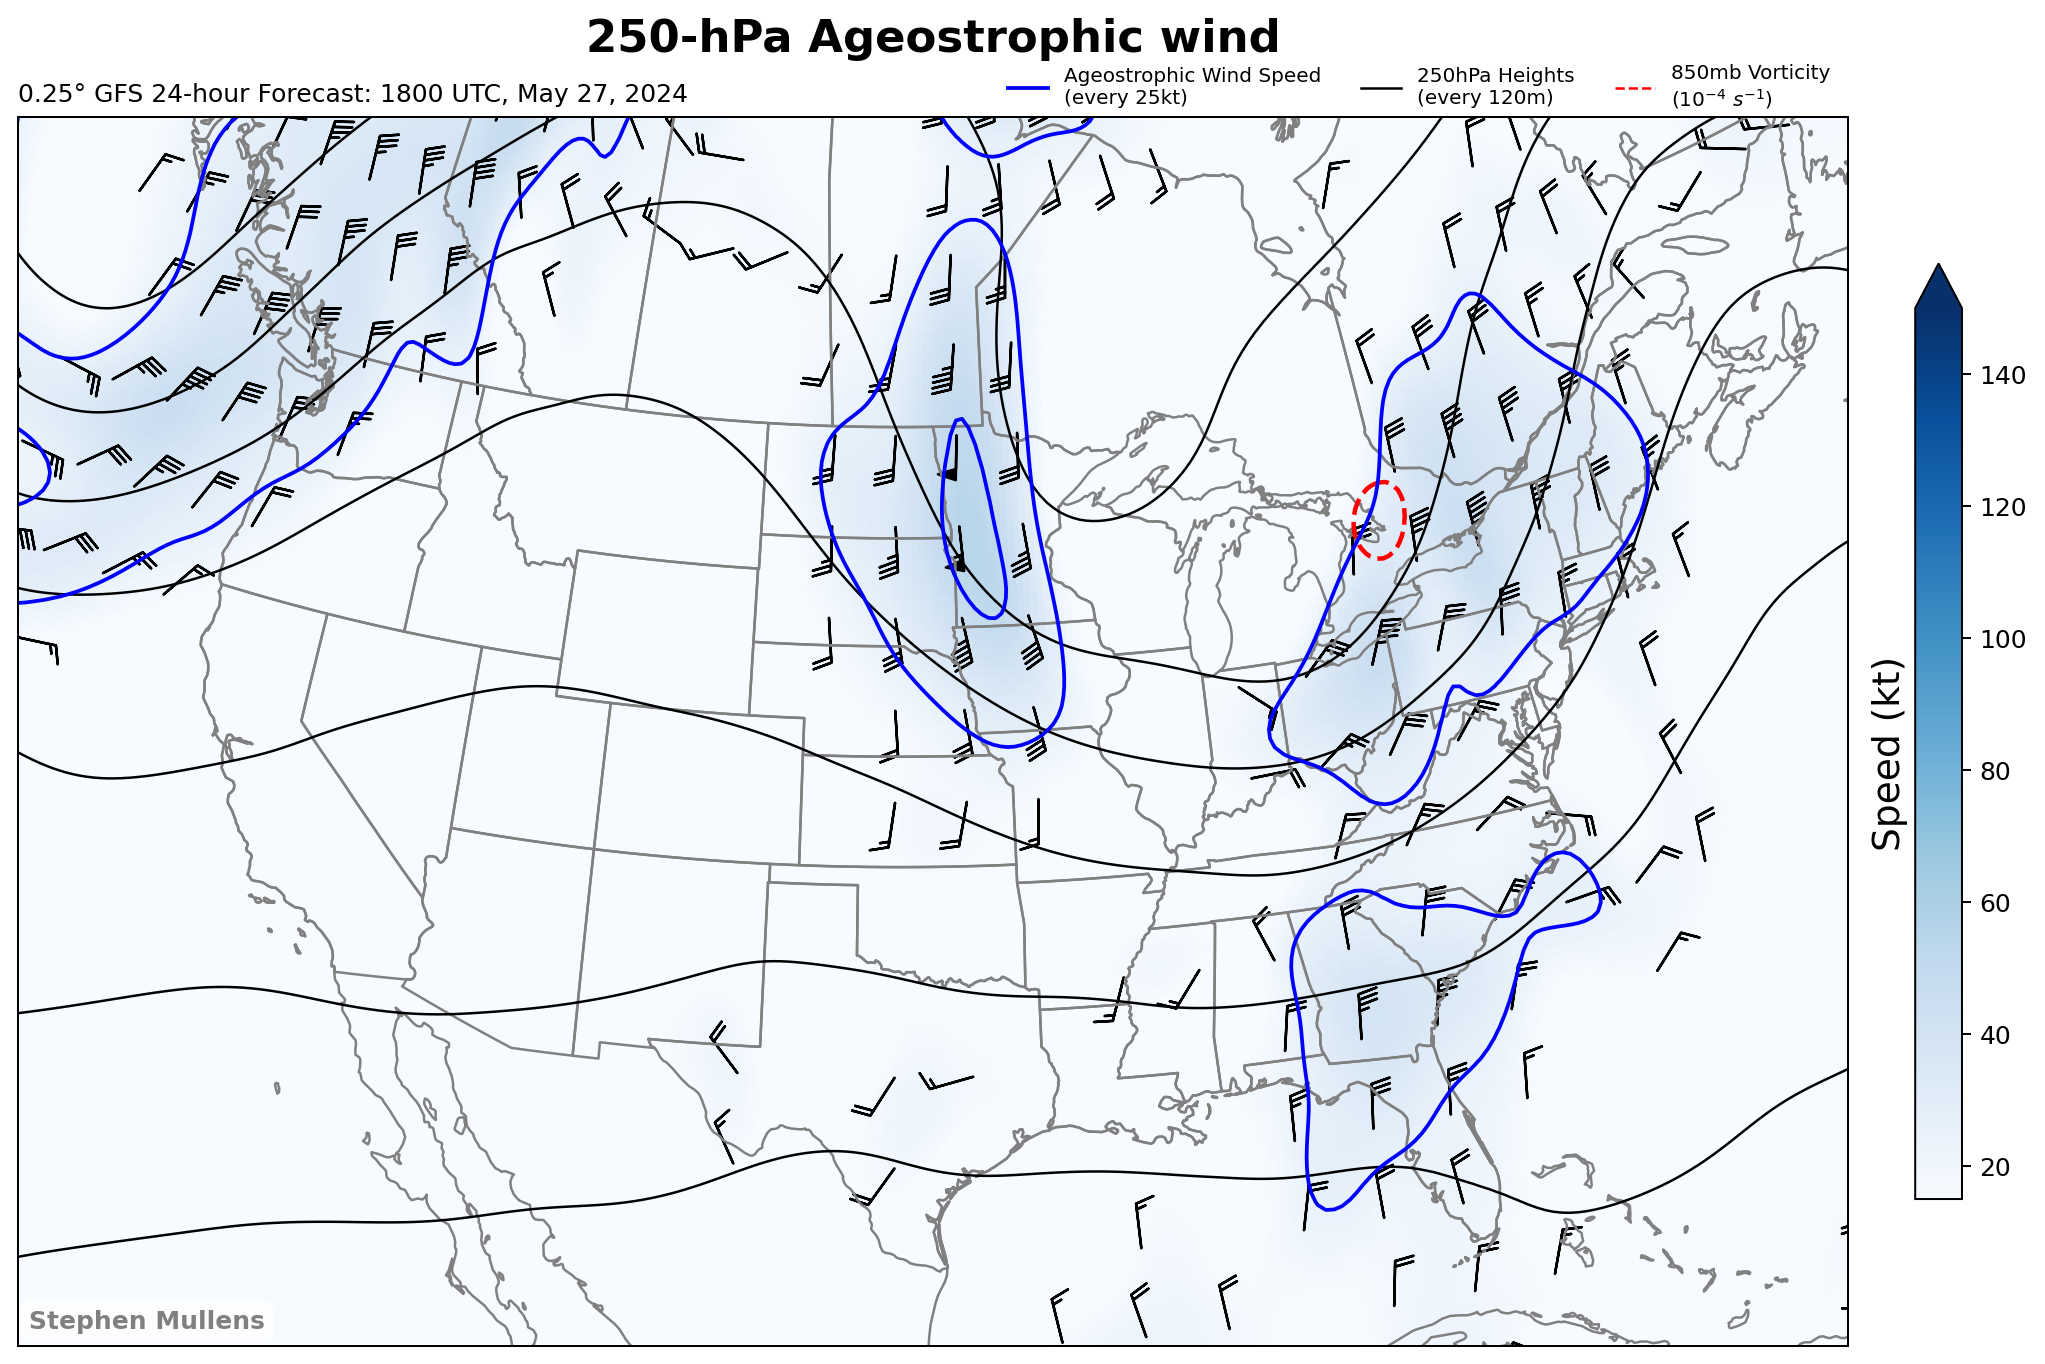 250-hPa Ageostrophic wind
0.25° GFS 24-hour Forecast: 1800 UTC, May 27, 2024
Ageostrophic Wind Speed
(every 25kt)
250hPa Heights
(every 120m)
850mb Vorticity
(10⁻⁴ s⁻¹)
140
120
100
80
60
40
20
Speed (kt)
Stephen Mullens